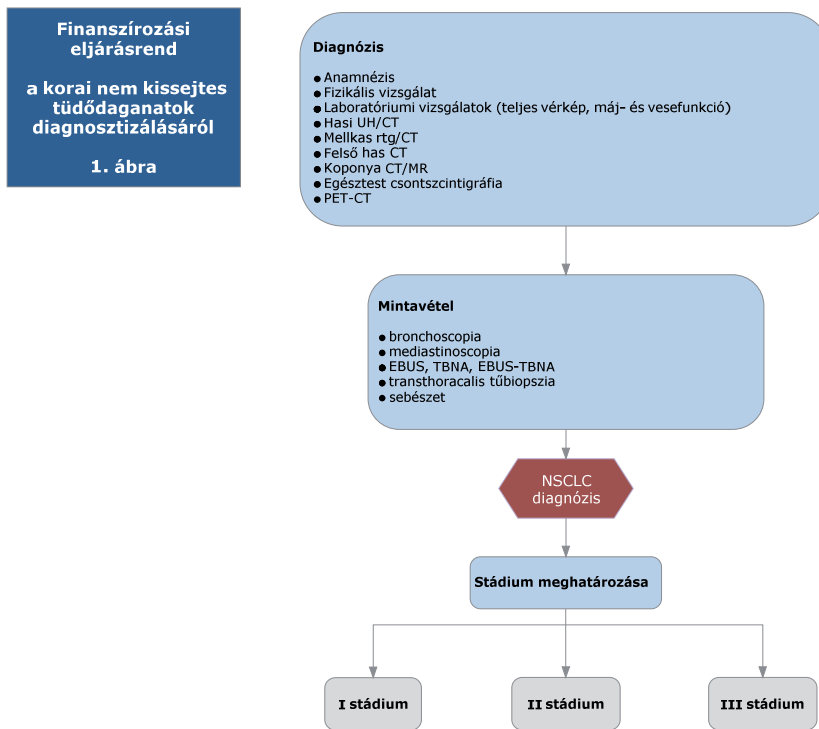 Finanszírozási
eljárásrend
a korai nem kissejtes
tüdődaganatok
diagnosztizálásáról
1. ábra
Diagnózis
● Anamnézis
● Fizikális vizsgálat
● Laboratóriumi vizsgálatok (teljes vérkép, máj- és vesefunkció)
● Hasi UH/CT
● Mellkas rtg/CT
● Felső has CT
● Koponya CT/MR
● Egésztest csontszcintigráfia
● PET-CT
Mintavétel
● bronchoscopia
● mediastinoscopia
● EBUS, TBNA, EBUS-TBNA
● transthoracalis tűbiopszia
● sebészet
NSCLC
diagnózis
Stádium meghatározása
I stádium
II stádium
III stádium